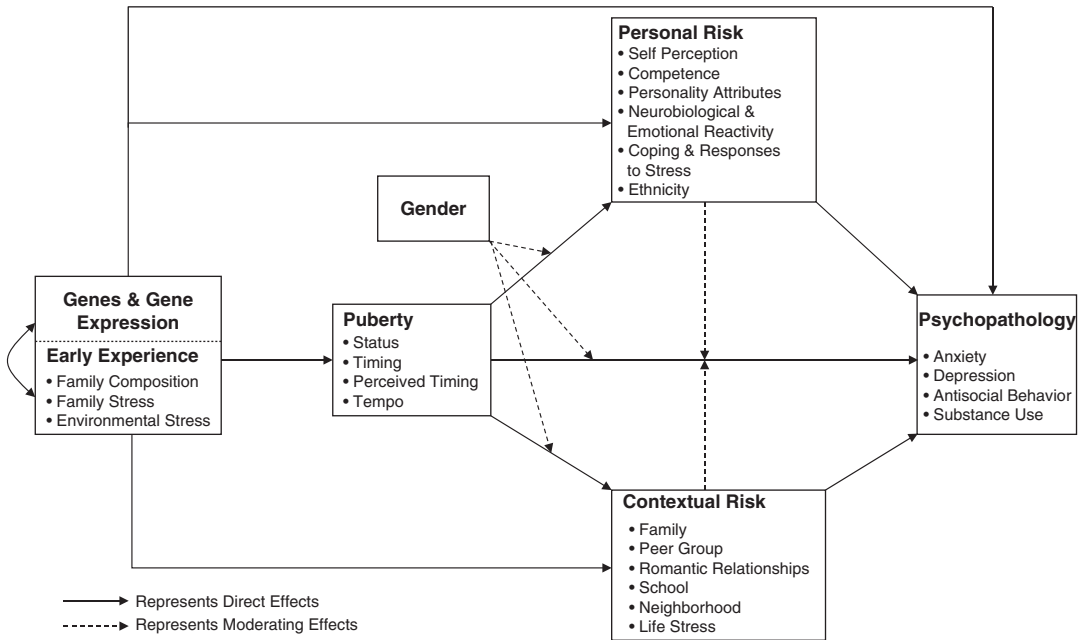 Personal Risk
• Self Perception
• Competence
• Personality Attributes
• Neurobiological &
Emotional Reactivity
• Coping & Responses
to Stress
• Ethnicity
Gender
Genes & Gene
Expression
Early Experience
• Family Composition
• Family Stress
• Environmental Stress
Puberty
• Status
• Timing
• Perceived Timing
• Tempo
Psychopathology
• Anxiety
• Depression
• Antisocial Behavior
• Substance Use
Contextual Risk
• Family
• Peer Group
• Romantic Relationships
• School
• Neighborhood
• Life Stress
Represents Direct Effects
Represents Moderating Effects